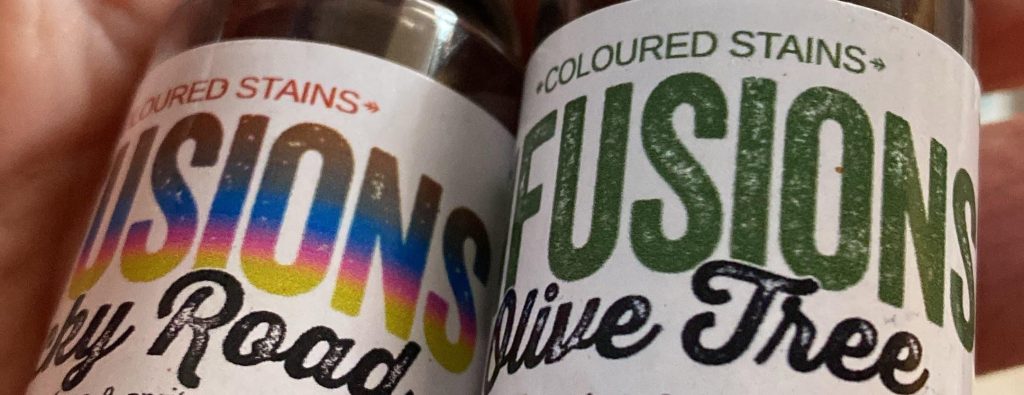 OURED STAINS
USIONS
ky Road
COLOURED STAINS
FUSIONS
Olive Tree